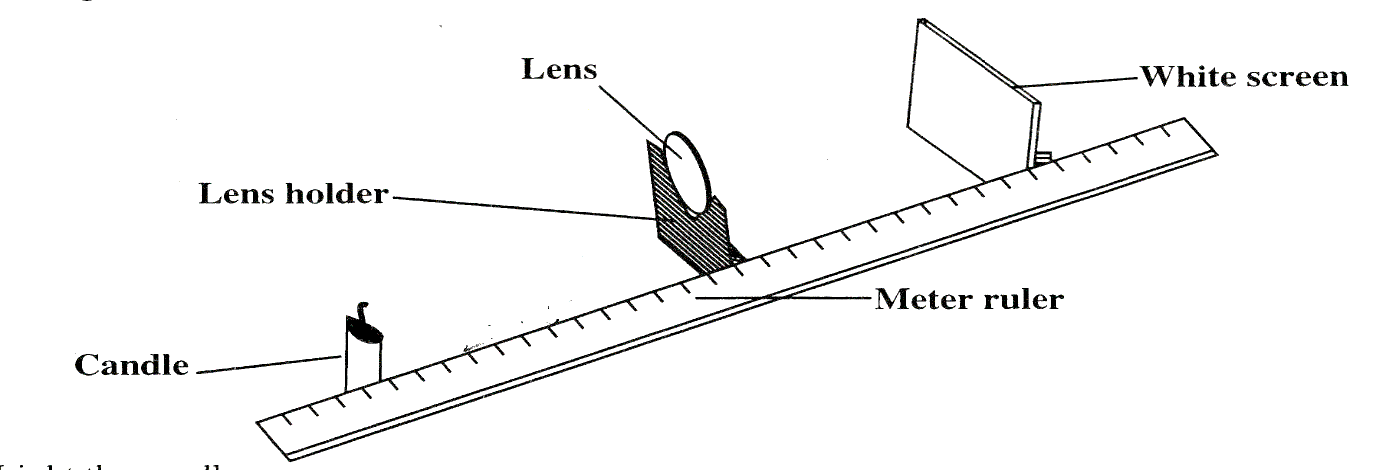 Lens
White screen
Lens holder
Meter ruler
Candle